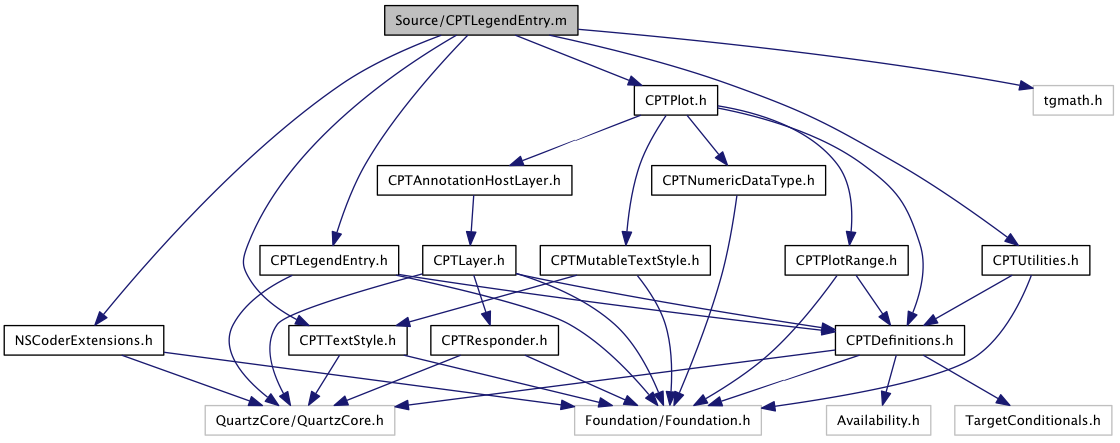 Source/CPTLegendEntry.m
CPTPlot.h
tgmath.h
CPTAnnotationHostLayer.h
CPTNumericDataType.h
CPTLegendEntry.h
CPTLayer.h
CPTMutableTextStyle.h
CPTPlotRange.h
CPTUtilities.h
NSCoderExtensions.h
CPTTextStyle.h
CPTResponder.h
CPTDefinitions.h
QuartzCore/QuartzCore.h
Foundation/Foundation.h
Availability.h
TargetConditionals.h